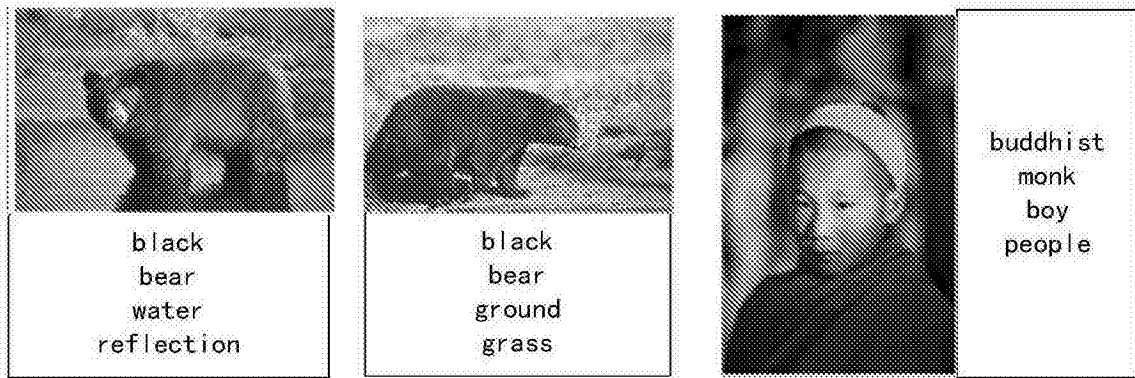 black
bear
water
reflection
black
bear
ground
grass
buddhist
monk
boy
people